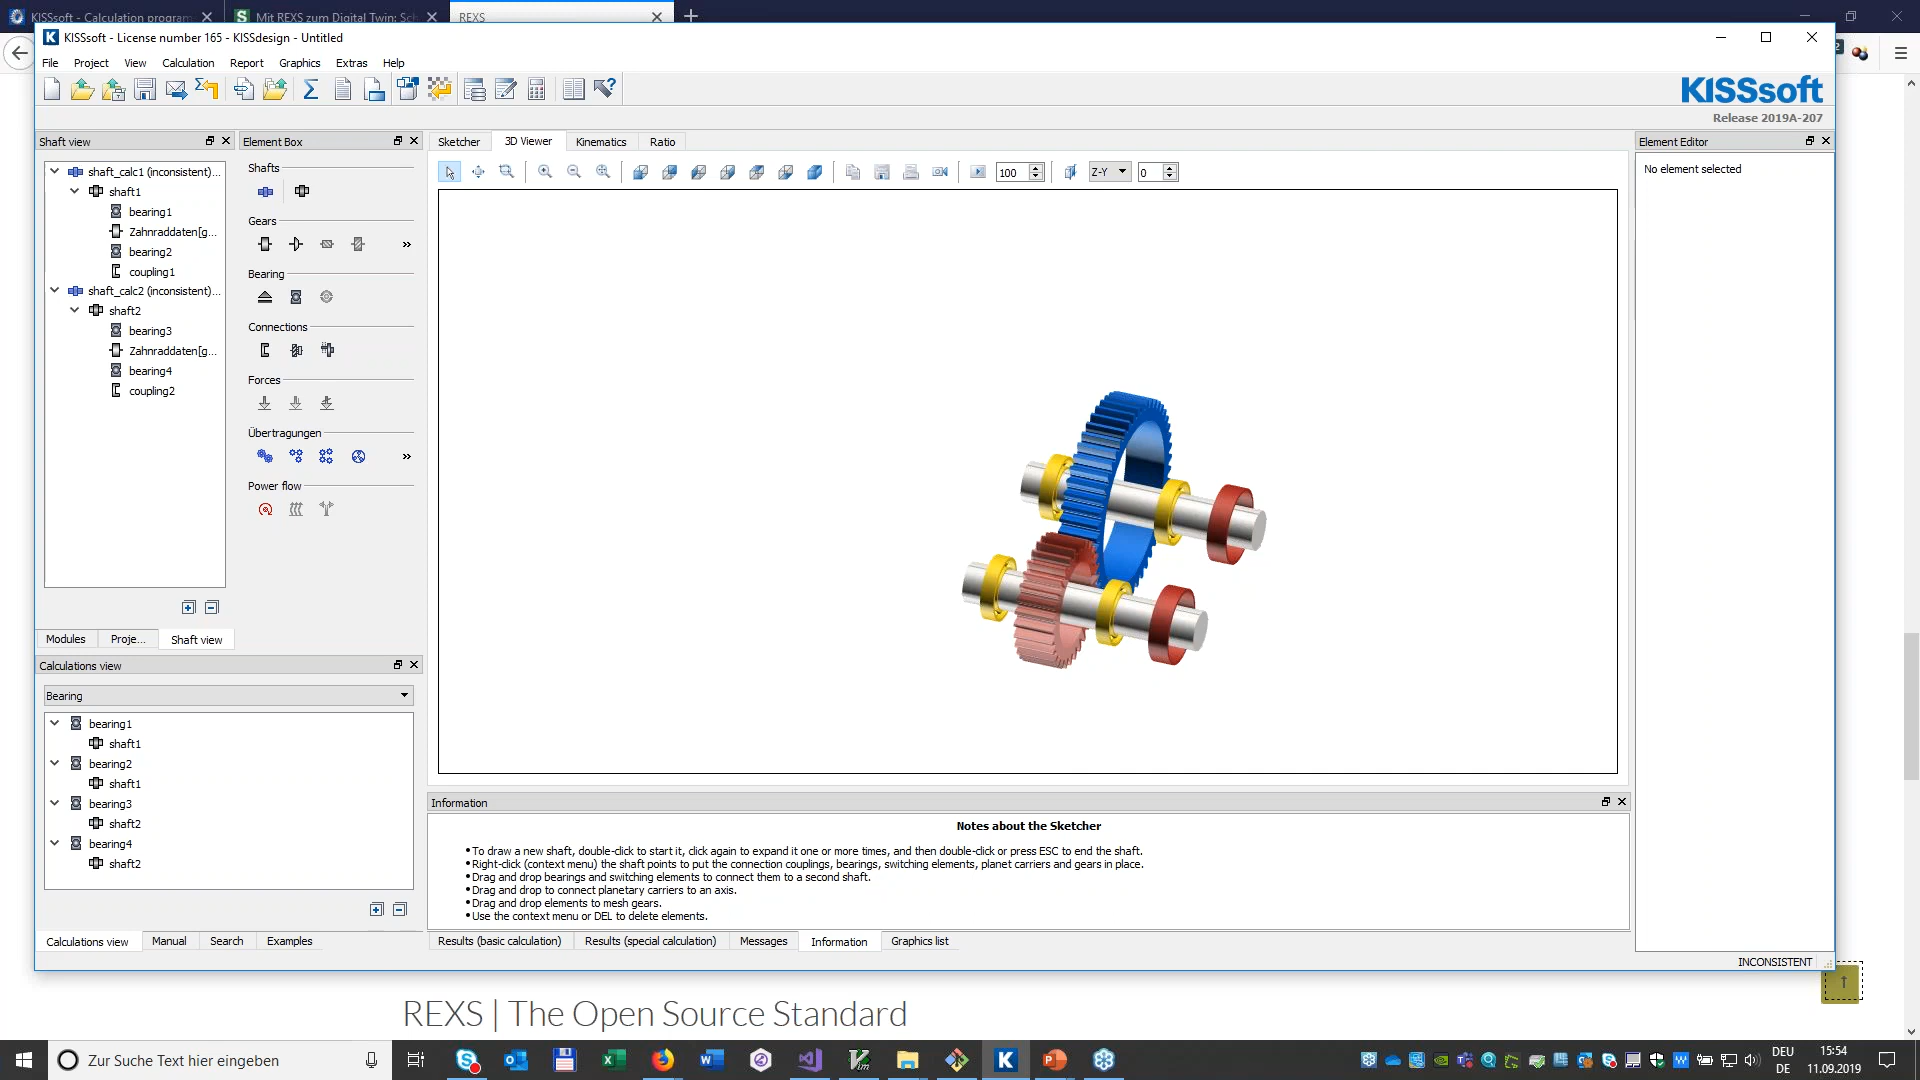 KISSsoft - Calculation program
Mit REXS zum Digital Twin: Sch
REXS
KISSsoft - License number 165 - KISSdesign - Untitled
File Project View Calculation Report Graphics Extras Help
KISSsoft
Release 2019A-207
Shaft view
Element Box
Sketcher
3D Viewer
Kinematics
Ratio
Element Editor
No element selected
100
Z-Y
0
shaft_calc1 (inconsistent)...
shaft1
bearing1
Zahnraddaten[g...
bearing2
coupling1
shaft_calc2 (inconsistent)...
shaft2
bearing3
Zahnraddaten[g...
bearing4
coupling2
Shafts
Gears
Bearing
Connections
Forces
Übertragungen
Power flow
Modules
Proje...
Shaft view
Calculations view
Bearing
bearing1
shaft1
bearing2
shaft1
bearing3
shaft2
bearing4
shaft2
Calculations view
Manual
Search
Examples
Information
Notes about the Sketcher
•To draw a new shaft, double-click to start it, click again to expand it one or more times, and then double-click or press ESC to end the shaft.
•Right-click (context menu) the shaft points to put the connection couplings, bearings, switching elements, planet carriers and gears in place.
•Drag and drop bearings and switching elements to connect them to a second shaft.
•Drag and drop to connect planetary carriers to an axis.
•Drag and drop elements to mesh gears.
•Use the context menu or DEL to delete elements.
Results (basic calculation)
Results (special calculation)
Messages
Information
Graphics list
INCONSISTENT
REXS | The Open Source Standard
Zur Suche Text hier eingeben
DEU
DE
15:54
11.09.2019